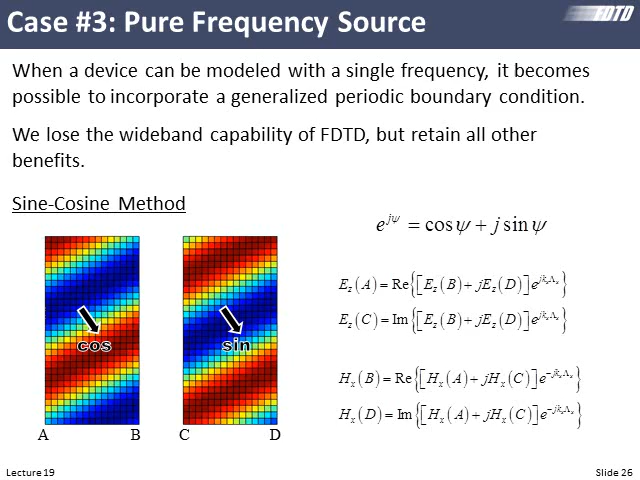 Case #3: Pure Frequency Source
FDTD
When a device can be modeled with a single frequency, it becomes
possible to incorporate a generalized periodic boundary condition.
We lose the wideband capability of FDTD, but retain all other
benefits.
Sine-Cosine Method
e^{jψ} = cos ψ + j sin ψ
E_z(A) = Re{[E_z(B) + jE_z(D)]e^{jk_xΛ_x}}
E_z(C) = Im{[E_z(B) + jE_z(D)]e^{jk_xΛ_x}}
H_x(B) = Re{[H_x(A) + jH_x(C)]e^{-jk_xΛ_x}}
H_x(D) = Im{[H_x(A) + jH_x(C)]e^{-jk_xΛ_x}}
cos
sin
A B C D
Lecture 19
Slide 26